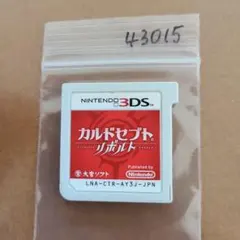 43015
NINTENDO 3DS
カルドセプト
リボルト
Published by
大宮ソフト
Nintendo
LNA-CTR-AY3J-JPN